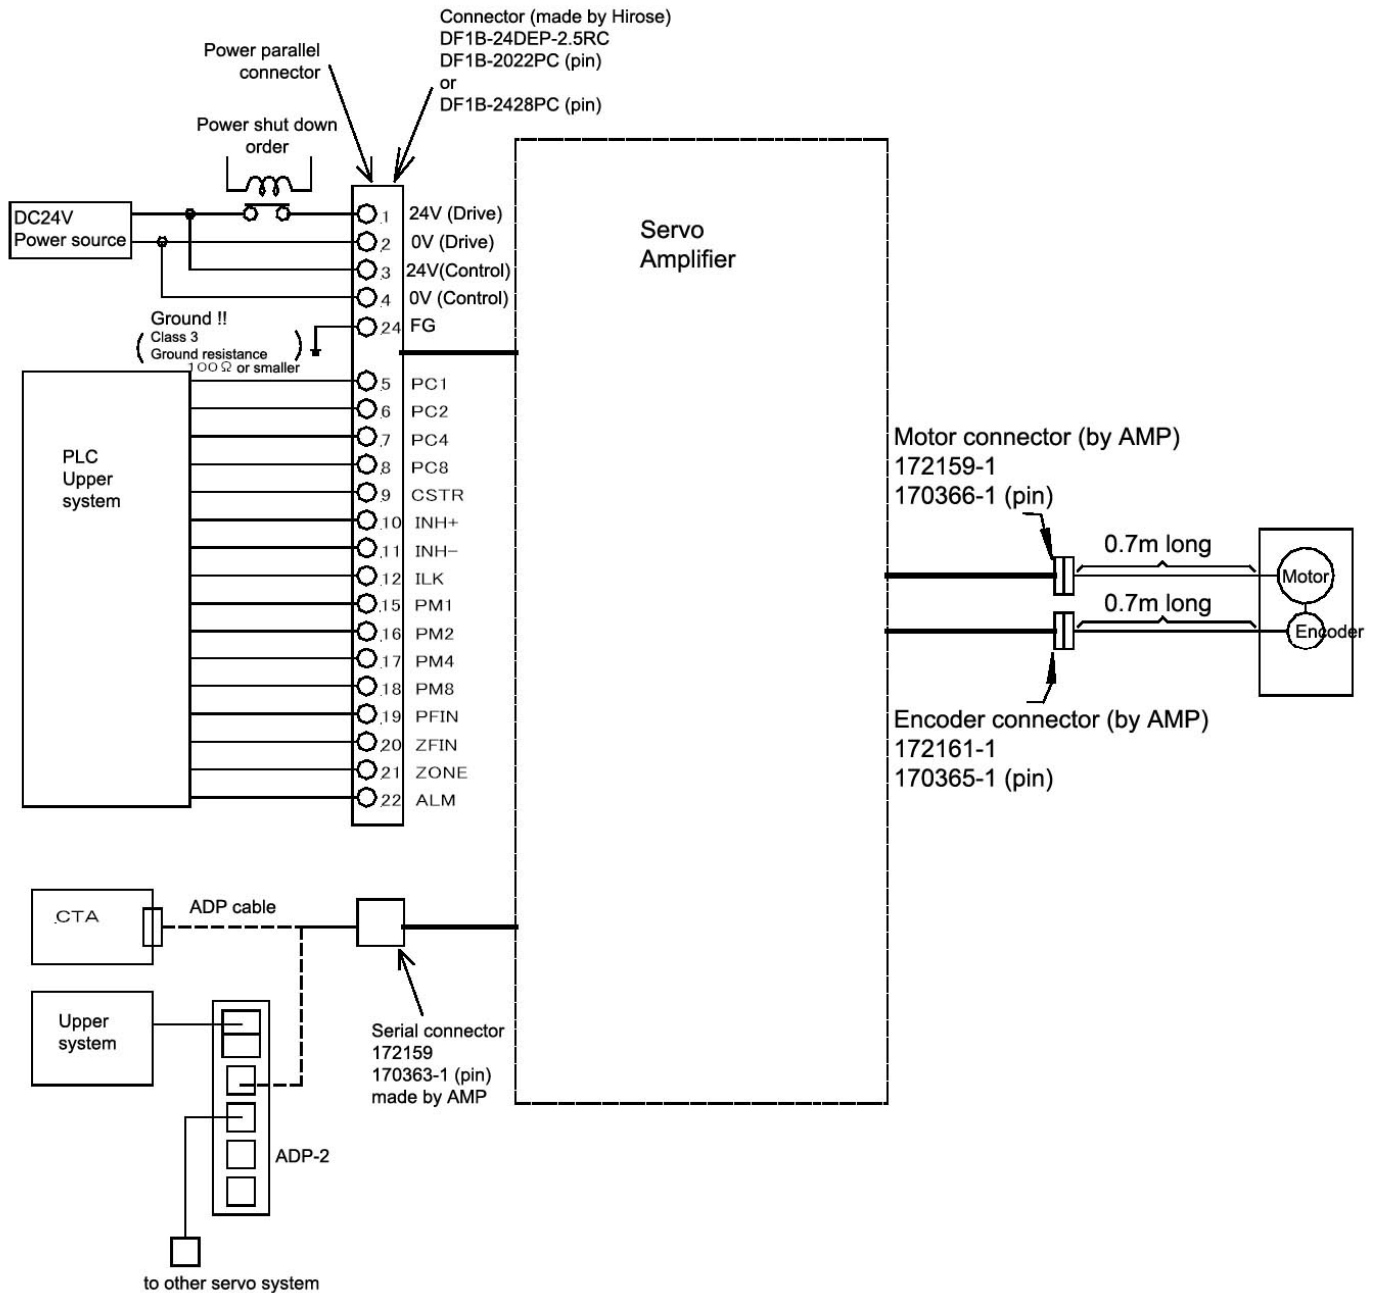 Connector (made by Hirose)
DF1B-24DEP-2.5RC
DF1B-2022PC (pin)
or
DF1B-2428PC (pin)
Power parallel
connector
Power shut down
order
DC24V
Power source
1 24V (Drive)
2 0V (Drive)
3 24V(Control)
4 0V (Control)
24 FG
Ground !!
Class 3
Ground resistance
100Ω or smaller
Servo
Amplifier
PLC
Upper
system
5 PC1
6 PC2
7 PC4
8 PC8
9 CSTR
10 INH+
11 INH−
12 ILK
15 PM1
16 PM2
17 PM4
18 PM8
19 PFIN
20 ZFIN
21 ZONE
22 ALM
Motor connector (by AMP)
172159-1
170366-1 (pin)
0.7m long
Motor
0.7m long
Encoder
Encoder connector (by AMP)
172161-1
170365-1 (pin)
CTA
ADP cable
Upper
system
Serial connector
172159
170363-1 (pin)
made by AMP
ADP-2
to other servo system